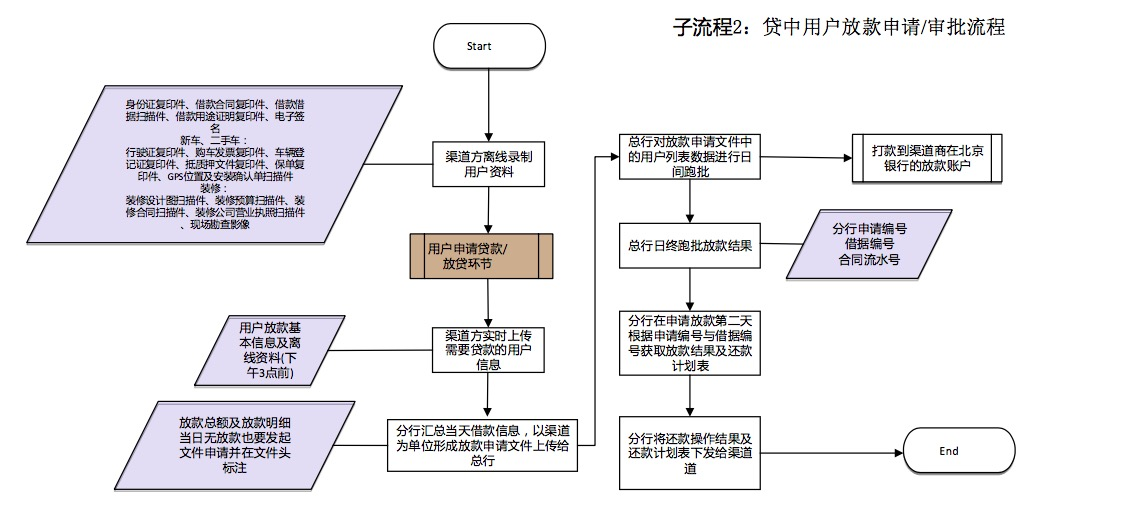 子流程2：贷中用户放款申请/审批流程
Start
身份证复印件、借款合同复印件、借款借
据扫描件、借款用途证明复印件、电子签
名
新车、二手车：
行驶证复印件、购车发票复印件、车辆登
记证复印件、抵质押文件复印件、保单复
印件、GPS位置及安装确认单扫描件
装修：
装修设计图扫描件、装修预算扫描件、装
修合同扫描件、装修公司营业执照扫描件
、现场勘查影像
渠道方离线录制
用户资料
用户申请贷款/
放贷环节
用户放款基
本信息及离
线资料(下
午3点前)
渠道方实时上传
需要贷款的用户
信息
放款总额及放款明细
当日无放款也要发起
文件申请并在文件头
标注
分行汇总当天借款信息，以渠道
为单位形成放款申请文件上传给
总行
总行对放款申请文件中
的用户列表数据进行日
间跑批
打款到渠道商在北京
银行的放款账户
总行日终跑批放款结果
分行申请编号
借据编号
合同流水号
分行在申请放款第二天
根据申请编号与借据编
号获取放款结果及还款
计划表
分行将还款操作结果及
还款计划表下发给渠道
道
End